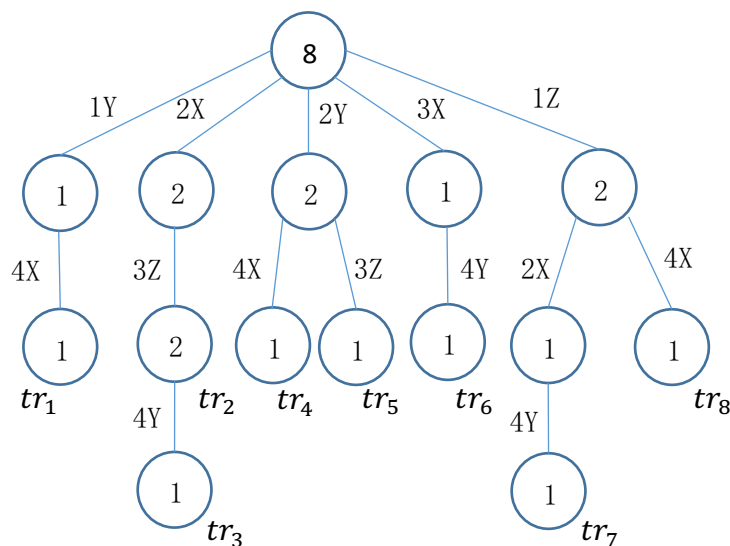 8
1Y 2X 2Y 3X 1Z
1 2 2 1 2
4X 3Z 4X 3Z 4Y 2X 4X
1 2 1 1 1 1 1
tr₁ tr₂ tr₄ tr₅ tr₆ tr₈
4Y 4Y
1 1
tr₃ tr₇